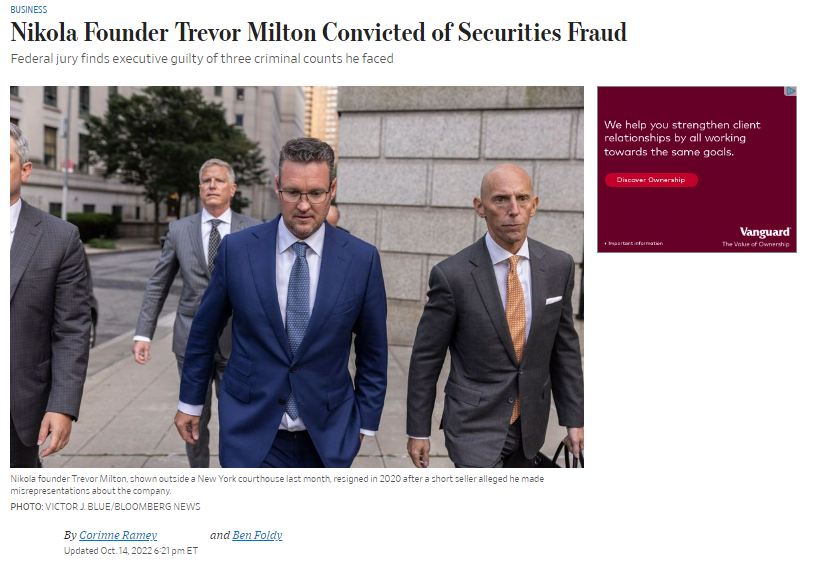 BUSINESS
Nikola Founder Trevor Milton Convicted of Securities Fraud
Federal jury finds executive guilty of three criminal counts he faced
We help you strengthen client
relationships by all working
towards the same goals.
Discover Ownership
Vanguard
+ Important information
The Value of Ownership
Nikola founder Trevor Milton, shown outside a New York courthouse last month, resigned in 2020 after a short seller alleged he made
misrepresentations about the company.
PHOTO: VICTOR J. BLUE/BLOOMBERG NEWS
By Corinne Ramey and Ben Foldy
Updated Oct. 14, 2022 6:21 pm ET